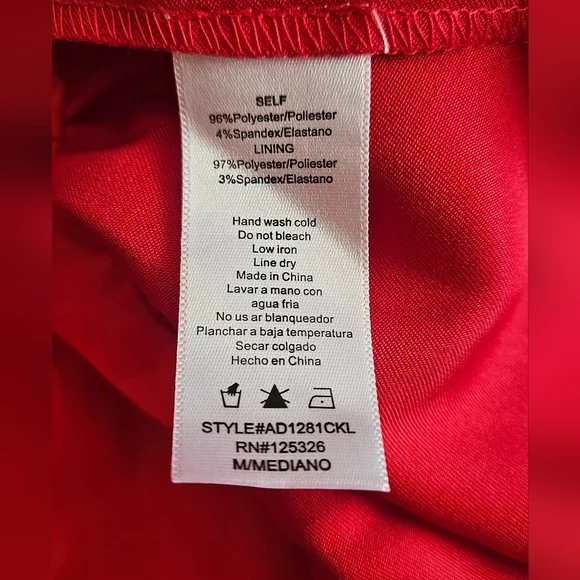 SELF
96%Polyester/Poliester
4%Spandex/Elastano
LINING
97%Polyester/Poliester
3%Spandex/Elastano
Hand wash cold
Do not bleach
Low iron
Line dry
Made in China
Lavar a mano con
agua fria
No us ar blanqueador
Planchar a baja temperatura
Secar colgado
Hecho en China
STYLE#AD1281CKL
RN#125326
M/MEDIANO